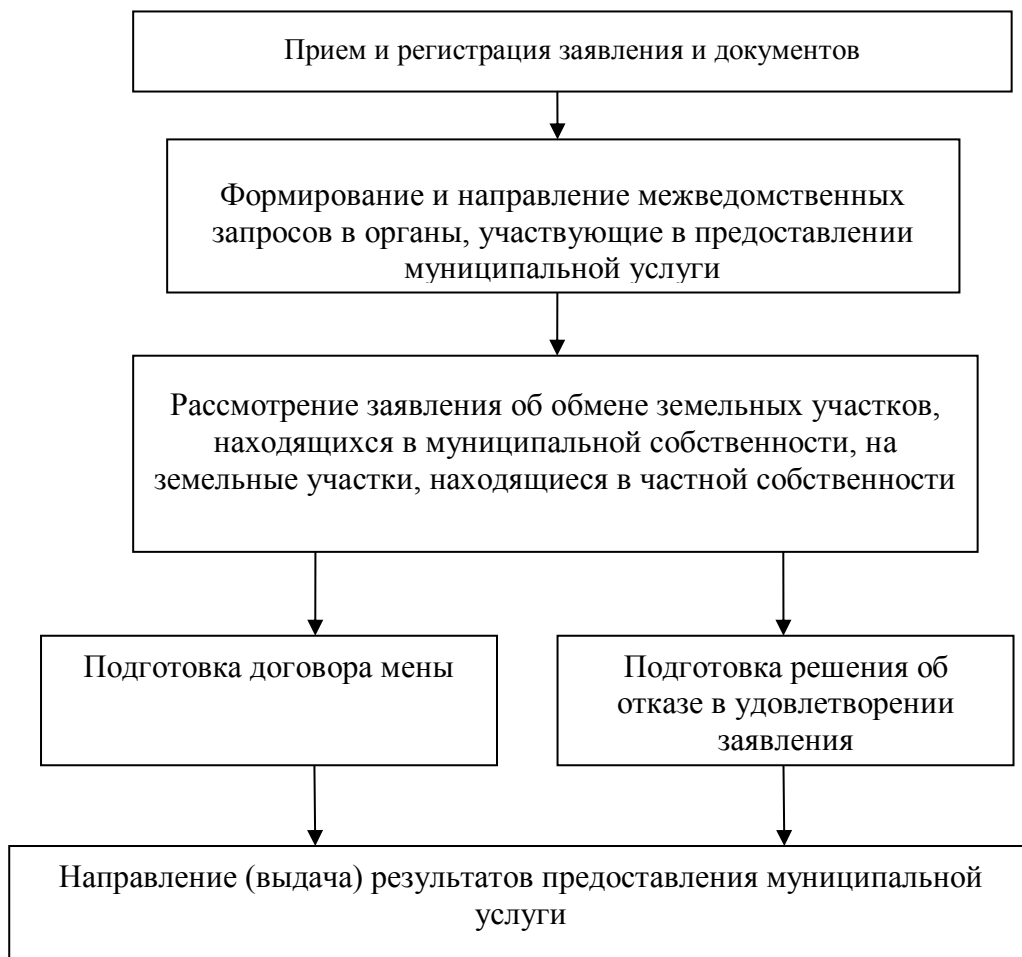 Прием и регистрация заявления и документов
Формирование и направление межведомственных
запросов в органы, участвующие в предоставлении
муниципальной услуги
Рассмотрение заявления об обмене земельных участков,
находящихся в муниципальной собственности, на
земельные участки, находящиеся в частной собственности
Подготовка договора мены
Подготовка решения об
отказе в удовлетворении
заявления
Направление (выдача) результатов предоставления муниципальной
услуги